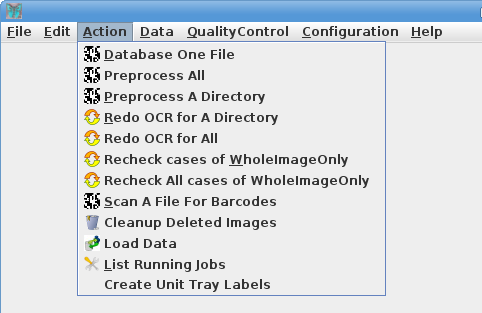 File Edit Action Data QualityControl Configuration Help
Database One File
Preprocess All
Preprocess A Directory
Redo OCR for A Directory
Redo OCR for All
Recheck cases of WholeImageOnly
Recheck All cases of WholeImageOnly
Scan A File For Barcodes
Cleanup Deleted Images
Load Data
List Running Jobs
Create Unit Tray Labels